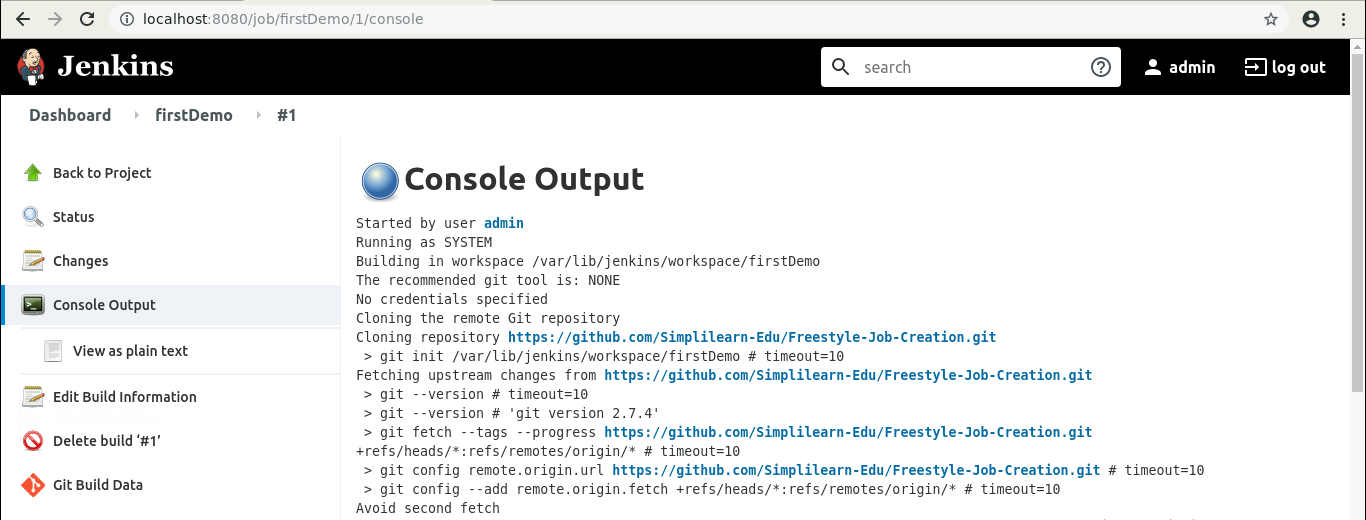 localhost:8080/job/firstDemo/1/console
Jenkins
search
admin
log out
Dashboard firstDemo #1
Back to Project
Status
Changes
Console Output
View as plain text
Edit Build Information
Delete build ‘#1’
Git Build Data
Console Output
Started by user admin
Running as SYSTEM
Building in workspace /var/lib/jenkins/workspace/firstDemo
The recommended git tool is: NONE
No credentials specified
Cloning the remote Git repository
Cloning repository https://github.com/Simplilearn-Edu/Freestyle-Job-Creation.git
> git init /var/lib/jenkins/workspace/firstDemo # timeout=10
Fetching upstream changes from https://github.com/Simplilearn-Edu/Freestyle-Job-Creation.git
> git --version # timeout=10
> git --version # 'git version 2.7.4'
> git fetch --tags --progress https://github.com/Simplilearn-Edu/Freestyle-Job-Creation.git
+refs/heads/*:refs/remotes/origin/* # timeout=10
> git config remote.origin.url https://github.com/Simplilearn-Edu/Freestyle-Job-Creation.git # timeout=10
> git config --add remote.origin.fetch +refs/heads/*:refs/remotes/origin/* # timeout=10
Avoid second fetch